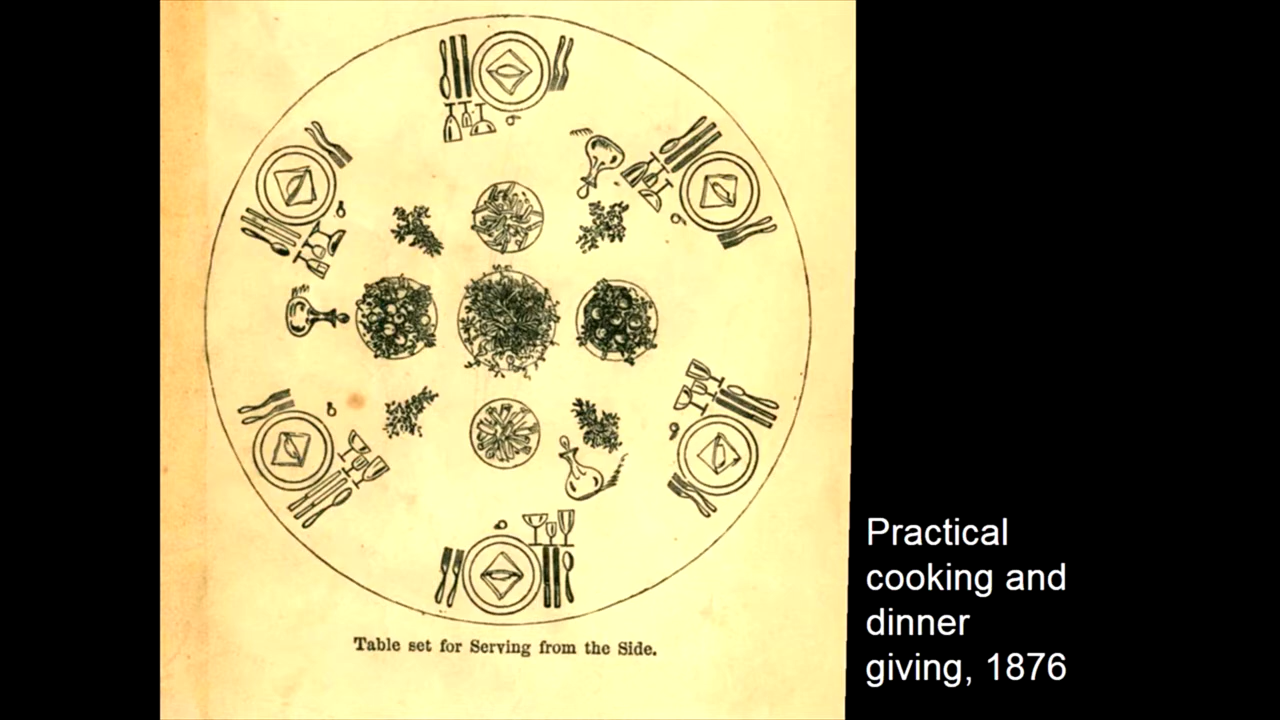 Table set for Serving from the Side.
Practical
cooking and
dinner
giving, 1876